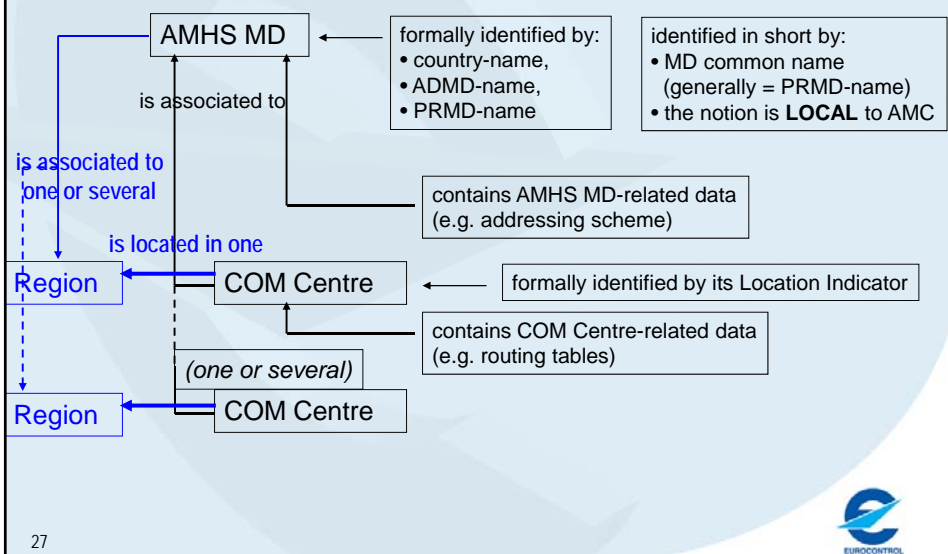 AMHS MD
formally identified by:
• country-name,
• ADMD-name,
• PRMD-name
identified in short by:
• MD common name
(generally = PRMD-name)
• the notion is LOCAL to AMC
is associated to
is associated to
one or several
contains AMHS MD-related data
(e.g. addressing scheme)
is located in one
Region
COM Centre
formally identified by its Location Indicator
contains COM Centre-related data
(e.g. routing tables)
(one or several)
Region
COM Centre
27
EUROCONTROL